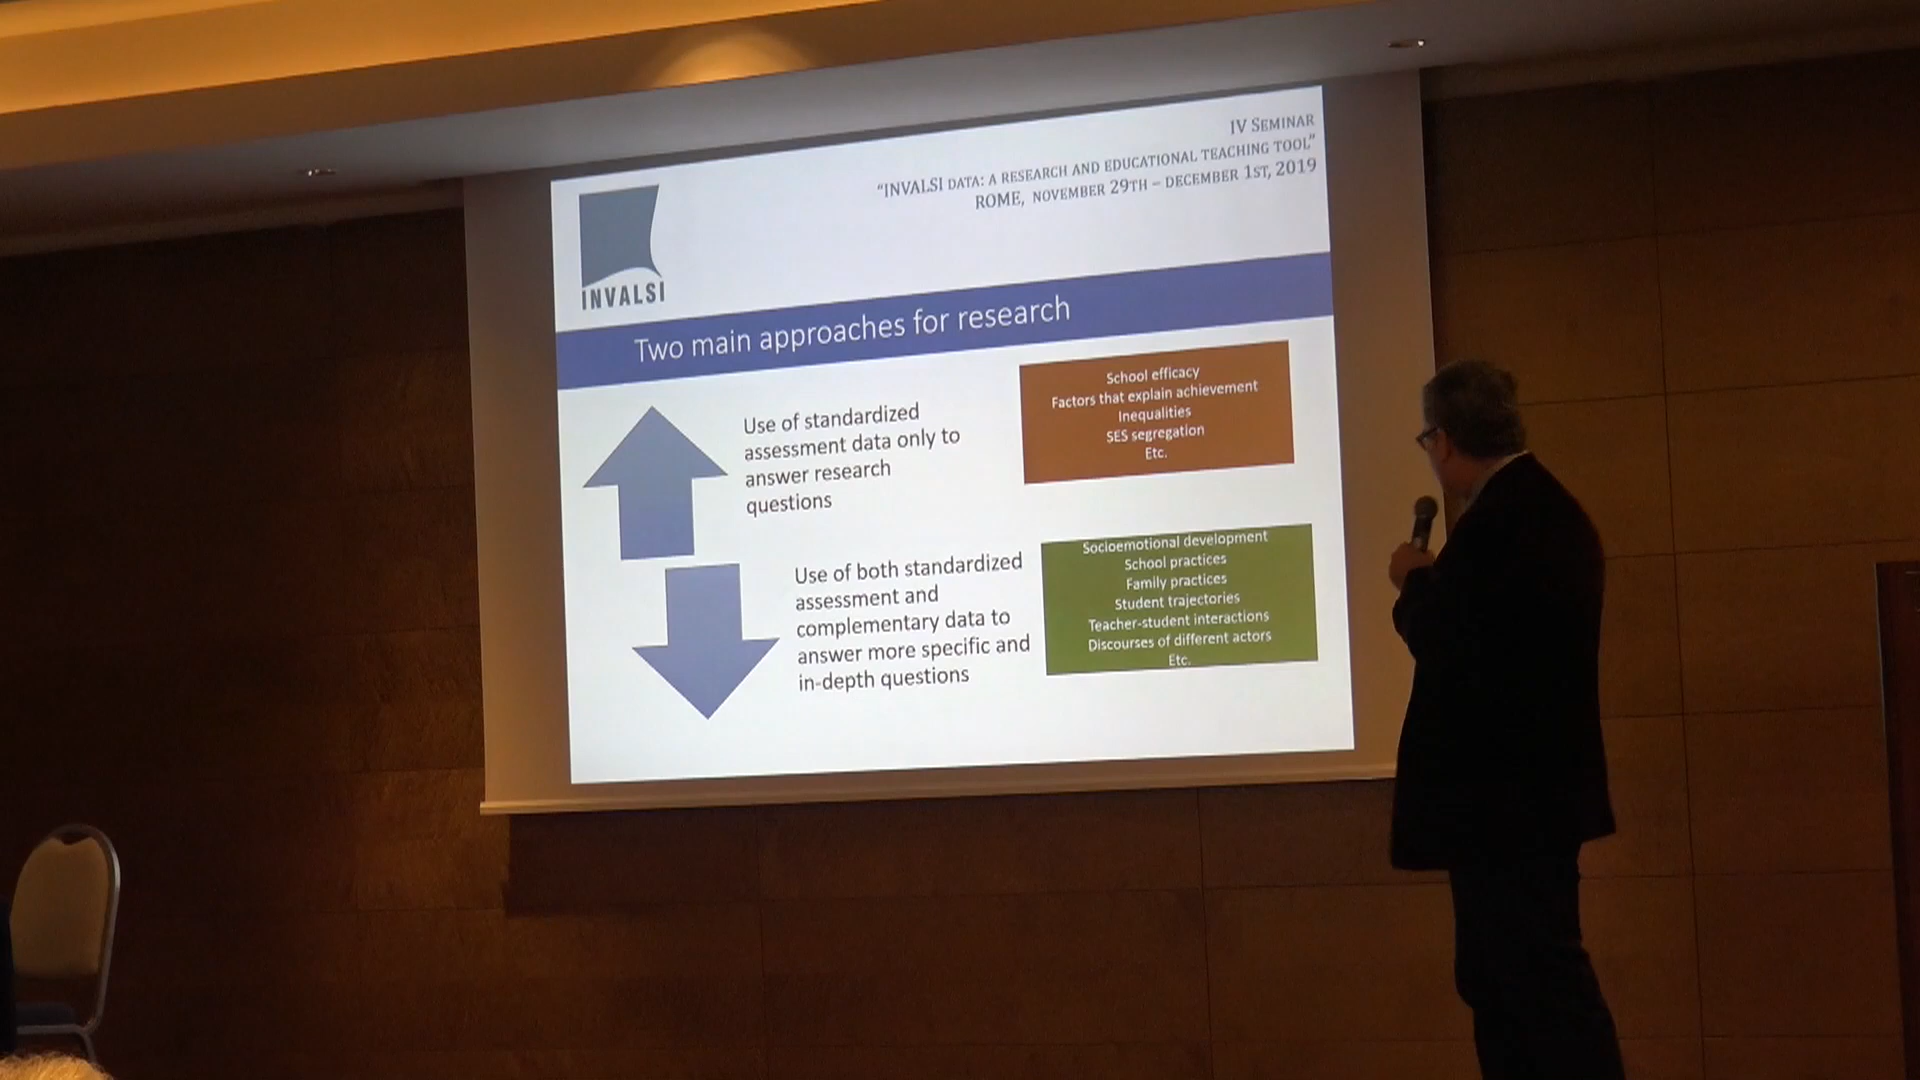 IV SEMINAR
“INVALSI DATA: A RESEARCH AND EDUCATIONAL TEACHING TOOL”
ROME, NOVEMBER 29TH – DECEMBER 1ST, 2019
INVALSI
Two main approaches for research
Use of standardized
assessment data only to
answer research
questions
School efficacy
Factors that explain achievement
Inequalities
SES segregation
Etc.
Use of both standardized
assessment and
complementary data to
answer more specific and
in-depth questions
Socioemotional development
School practices
Family practices
Student trajectories
Teacher-student interactions
Discourses of different actors
Etc.